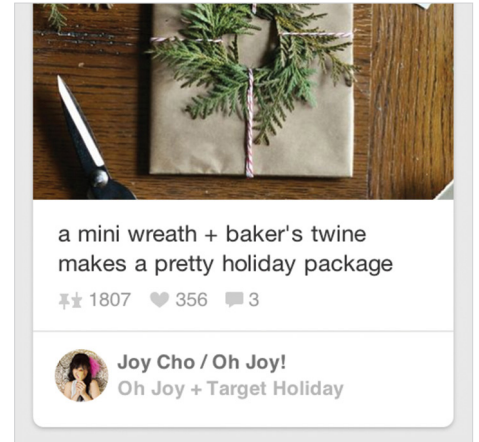 a mini wreath + baker's twine
makes a pretty holiday package
1807 356 3
Joy Cho / Oh Joy!
Oh Joy + Target Holiday